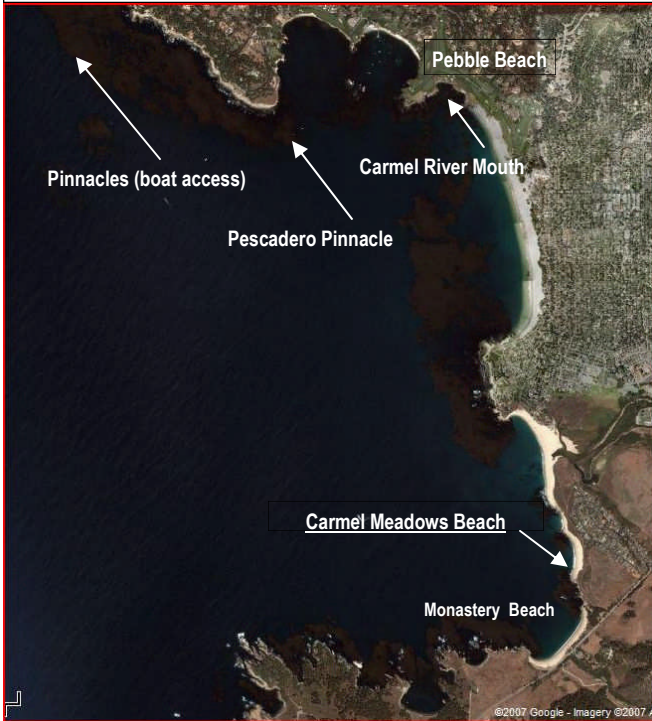 Pebble Beach
Carmel River Mouth
Pinnacles (boat access)
Pescadero Pinnacle
Carmel Meadows Beach
Monastery Beach
©2007 Google - Imagery ©2007 A